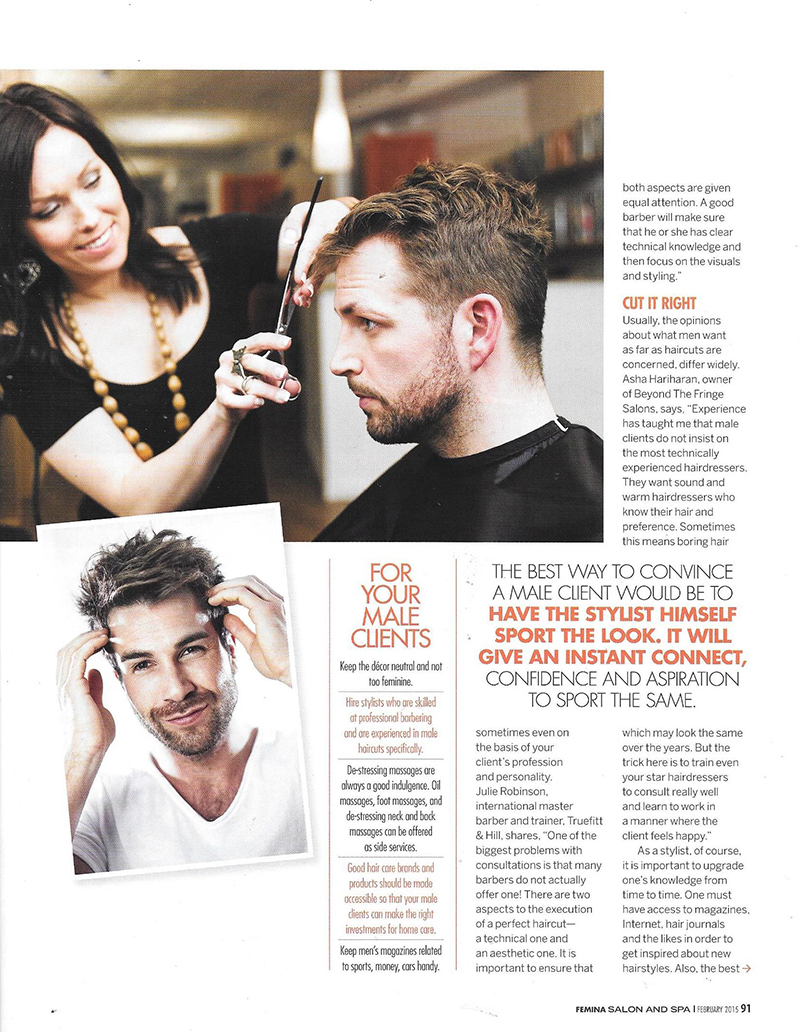 FOR
YOUR
MALE
CLIENTS
Keep the décor neutral and not
too feminine.
Hire stylists who are skilled
at professional barbering
and are experienced in male
haircuts specifically.
De-stressing massages are
always a good indulgence. Oil
massages, foot massages, and
de-stressing neck and back
massages can be offered
as side services.
Good hair care brands and
products should be made
accessible so that your male
clients can make the right
investments for home care.
Keep men's magazines related
to sports, money, cars handy.
THE BEST WAY TO CONVINCE
A MALE CLIENT WOULD BE TO
HAVE THE STYLIST HIMSELF
SPORT THE LOOK. IT WILL
GIVE AN INSTANT CONNECT,
CONFIDENCE AND ASPIRATION
TO SPORT THE SAME.
sometimes even on
the basis of your
client's profession
and personality.
Julie Robinson,
international master
barber and trainer, Truefitt
& Hill, shares, "One of the
biggest problems with
consultations is that many
barbers do not actually
offer one! There are two
aspects to the execution
of a perfect haircut—
a technical one and
an aesthetic one. It is
important to ensure that
both aspects are given
equal attention. A good
barber will make sure
that he or she has clear
technical knowledge and
then focus on the visuals
and styling."
CUT IT RIGHT
Usually, the opinions
about what men want
as far as haircuts are
concerned, differ widely.
Asha Hariharan, owner
of Beyond The Fringe
Salons, says, "Experience
has taught me that male
clients do not insist on
the most technically
experienced hairdressers.
They want sound and
warm hairdressers who
know their hair and
preference. Sometimes
this means boring hair
which may look the same
over the years. But the
trick here is to train even
your star hairdressers
to consult really well
and learn to work in
a manner where the
client feels happy."
As a stylist, of course,
it is important to upgrade
one's knowledge from
time to time. One must
have access to magazines,
Internet, hair journals
and the likes in order to
get inspired about new
hairstyles. Also, the best →
FEMINA SALON AND SPA | FEBRUARY 2015 91